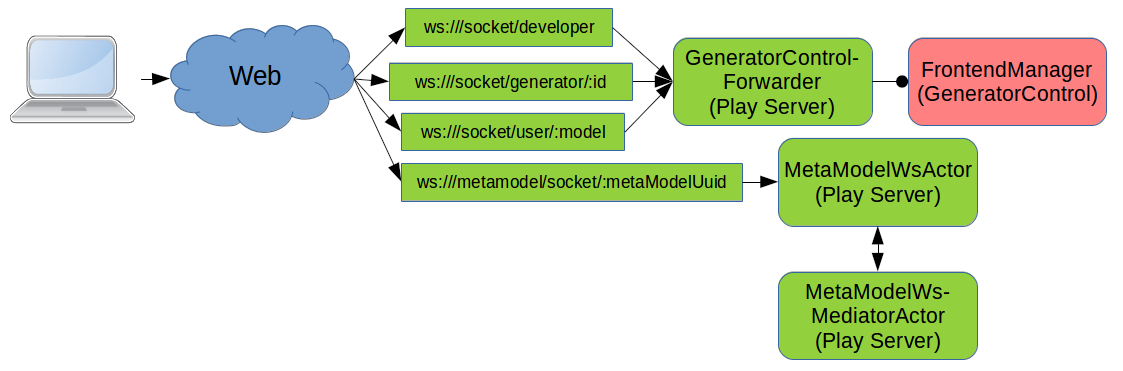 Web
ws:///socket/developer
ws:///socket/generator/:id
ws:///socket/user/:model
ws:///metamodel/socket/:metaModelUuid
GeneratorControl-
Forwarder
(Play Server)
FrontendManager
(GeneratorControl)
MetaModelWsActor
(Play Server)
MetaModelWs-
MediatorActor
(Play Server)